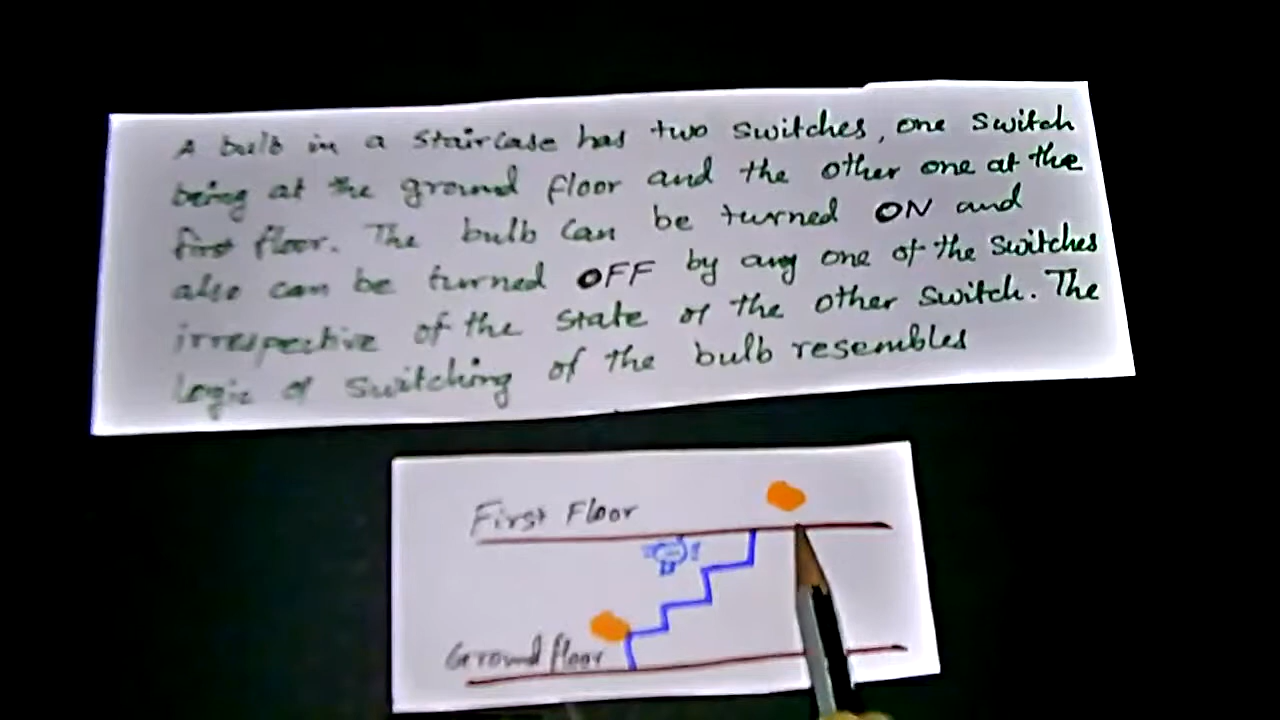 A bulb in a staircase has two switches, one switch
being at the ground floor and the other one at the
first floor. The bulb can be turned ON and
also can be turned OFF by any one of the switches
irrespective of the state of the other switch. The
logic of switching of the bulb resembles
First Floor
Ground floor